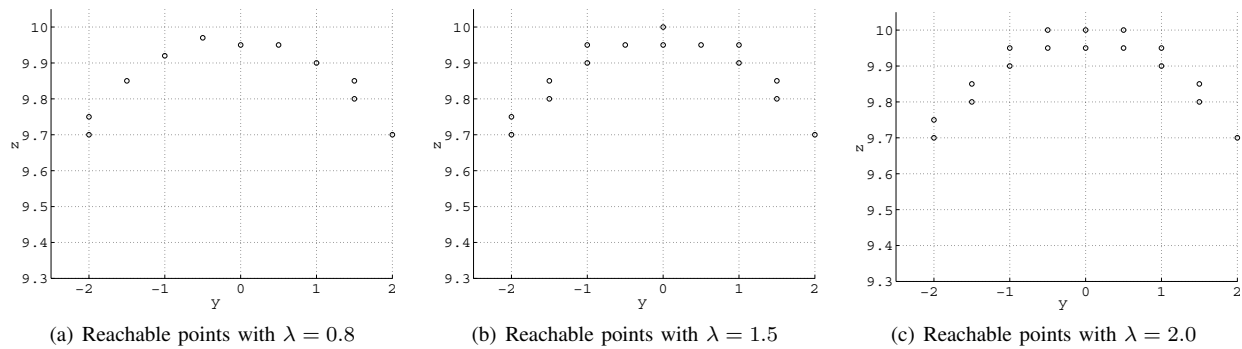 10
9.9
9.8
9.7
9.6
9.5
9.4
9.3
z
-2 -1 0 1 2
y
(a) Reachable points with λ = 0.8
10
9.9
9.8
9.7
9.6
9.5
9.4
9.3
z
-2 -1 0 1 2
y
(b) Reachable points with λ = 1.5
10
9.9
9.8
9.7
9.6
9.5
9.4
9.3
z
-2 -1 0 1 2
y
(c) Reachable points with λ = 2.0